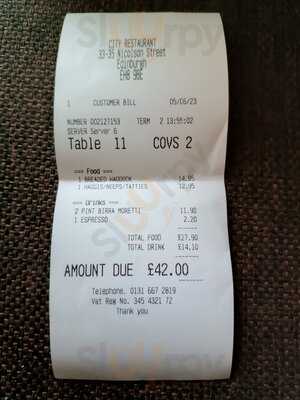 CITY RESTAURANT
33-35 Nicolson Street
Edinburgh
EH8 9BE
1 CUSTOMER BILL 05/06/23
NUMBER 002127153 TERM 2 13:55:02
SERVER Server 6
Table 11 COVS 2
=== Food ===
1 BREADED HADDOCK 14.95
1 HAGGIS/NEEPS/TATTIES 12.95
=== Drinks ===
2 PINT BIRRA MORETTI 11.90
1 ESPRESSO 2.20
TOTAL FOOD £27.90
TOTAL DRINK £14.10
AMOUNT DUE £42.00
Telephone. 0131 667 2819
Vat Reg No. 345 4321 72
Thank you